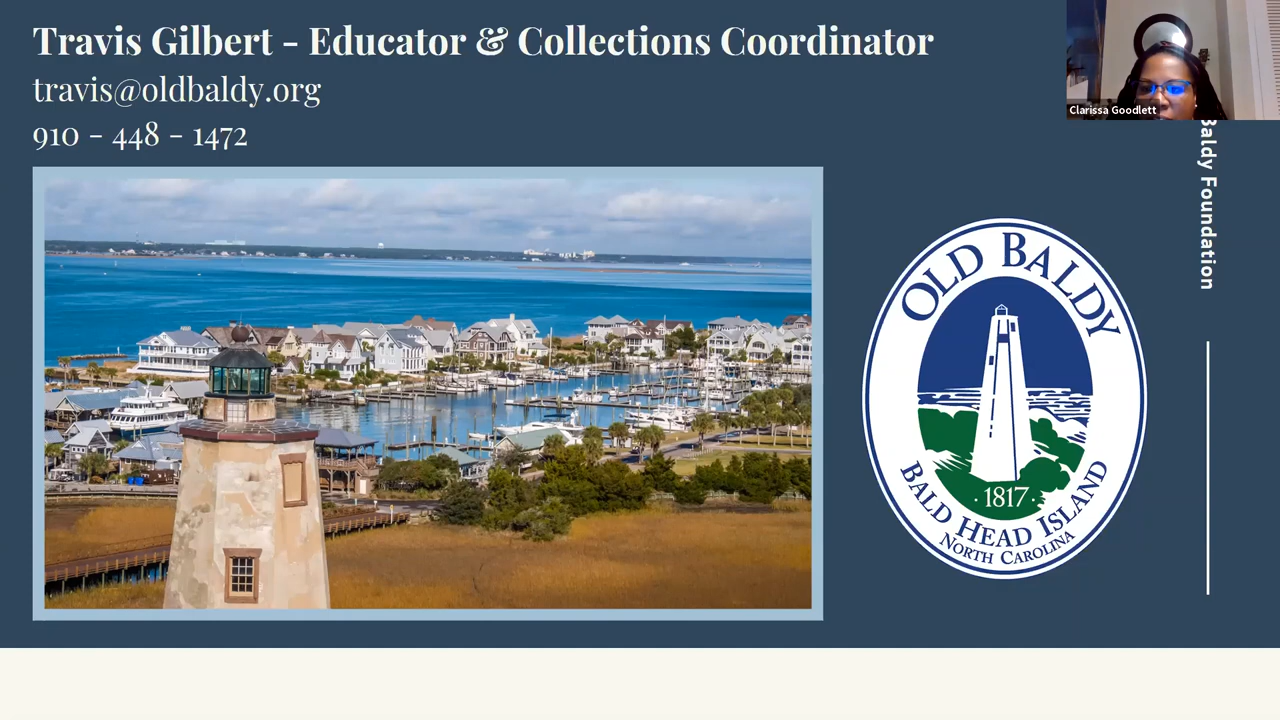 Travis Gilbert - Educator & Collections Coordinator
travis@oldbaldy.org
910 - 448 - 1472
Clarissa Goodlett
Baldy Foundation
OLD BALDY
· 1817 ·
BALD HEAD ISLAND
NORTH CAROLINA